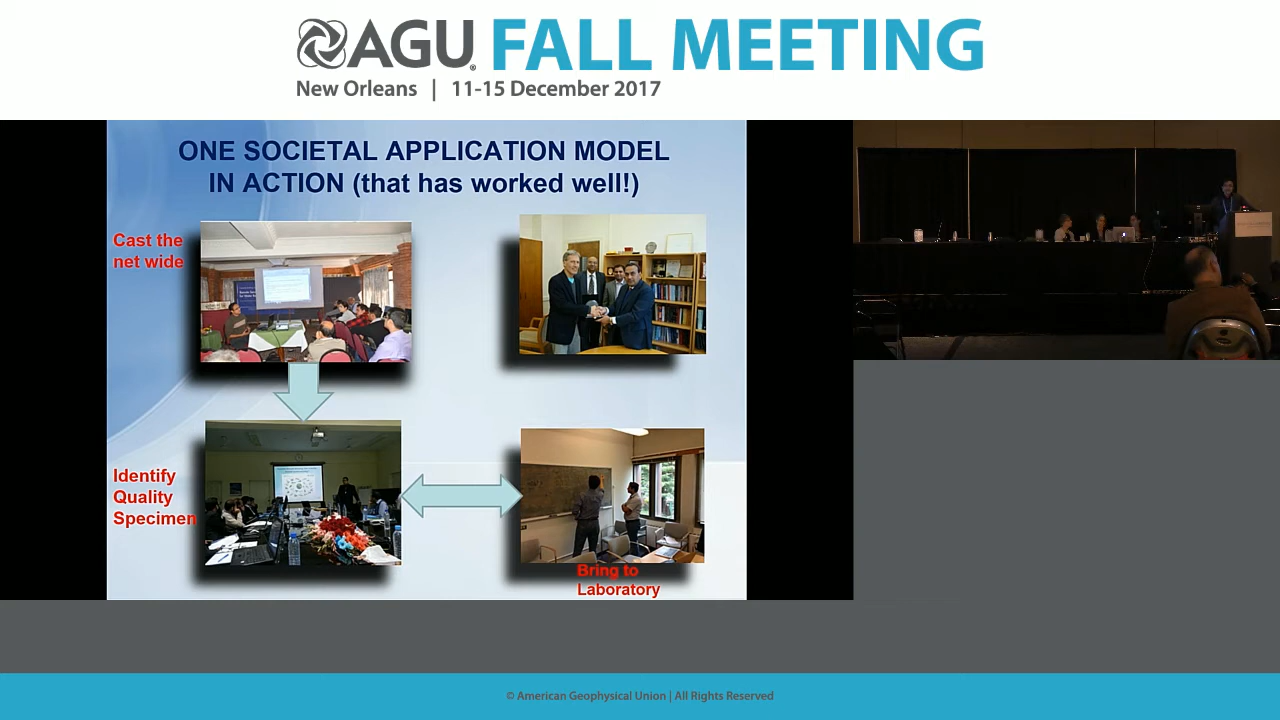 AGU FALL MEETING
New Orleans | 11-15 December 2017
ONE SOCIETAL APPLICATION MODEL
IN ACTION (that has worked well!)
Cast the
net wide
Identify
Quality
Specimen
Bring to
Laboratory
© American Geophysical Union | All Rights Reserved